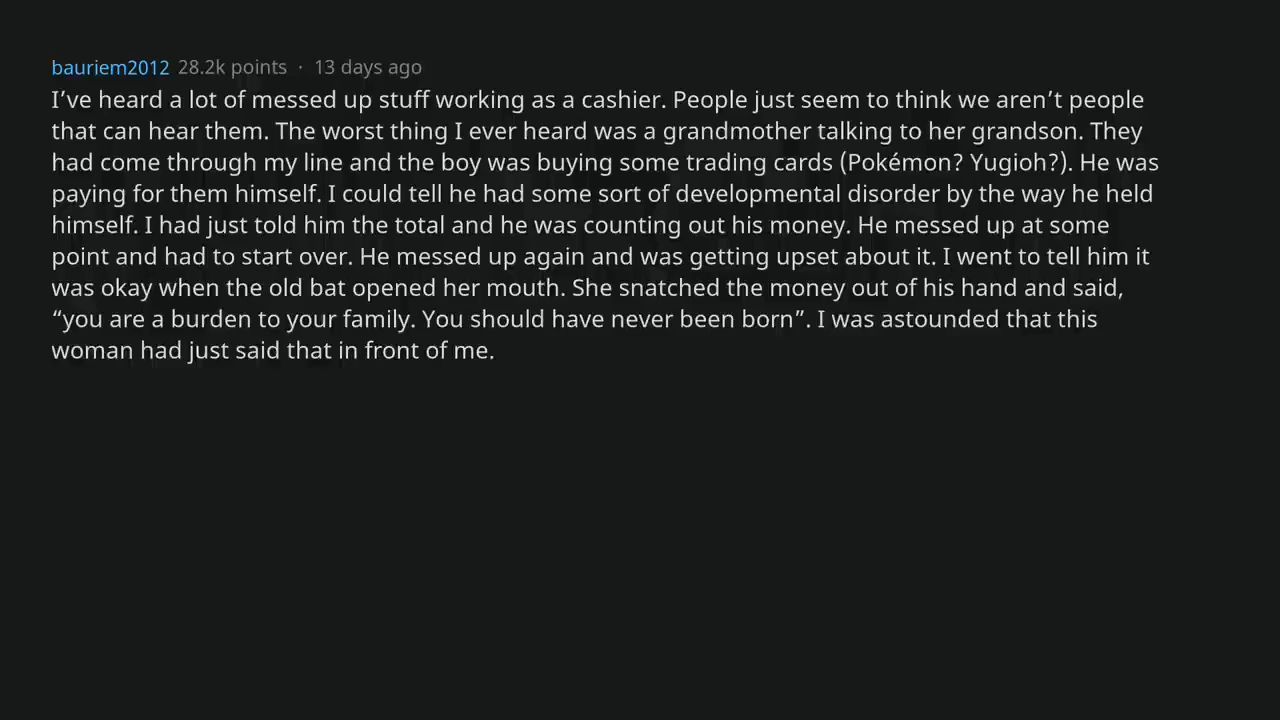 bauriem2012 28.2k points · 13 days ago
I’ve heard a lot of messed up stuff working as a cashier. People just seem to think we aren’t people
that can hear them. The worst thing I ever heard was a grandmother talking to her grandson. They
had come through my line and the boy was buying some trading cards (Pokémon? Yugioh?). He was
paying for them himself. I could tell he had some sort of developmental disorder by the way he held
himself. I had just told him the total and he was counting out his money. He messed up at some
point and had to start over. He messed up again and was getting upset about it. I went to tell him it
was okay when the old bat opened her mouth. She snatched the money out of his hand and said,
“you are a burden to your family. You should have never been born”. I was astounded that this
woman had just said that in front of me.